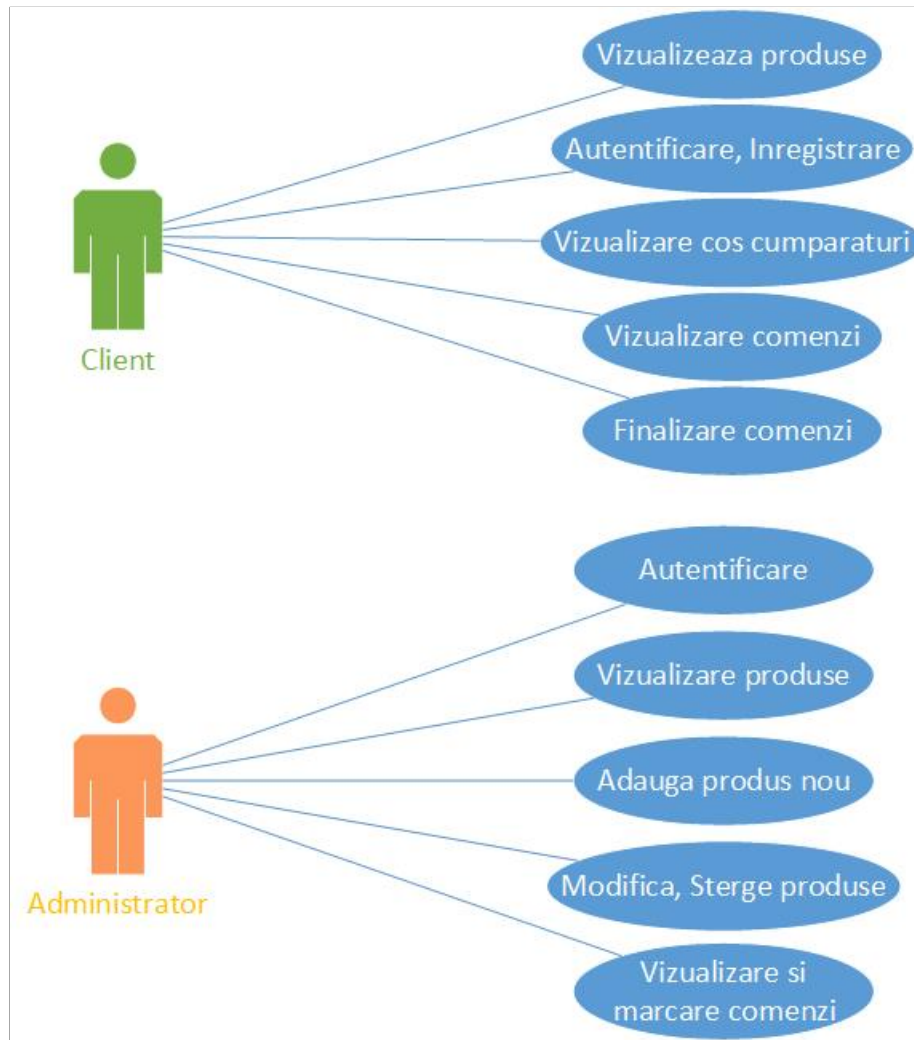 Vizualizeaza produse
Autentificare, Inregistrare
Vizualizare cos cumparaturi
Vizualizare comenzi
Client
Finalizare comenzi
Autentificare
Vizualizare produse
Adauga produs nou
Modifica, Sterge produse
Administrator
Vizualizare si
marcare comenzi